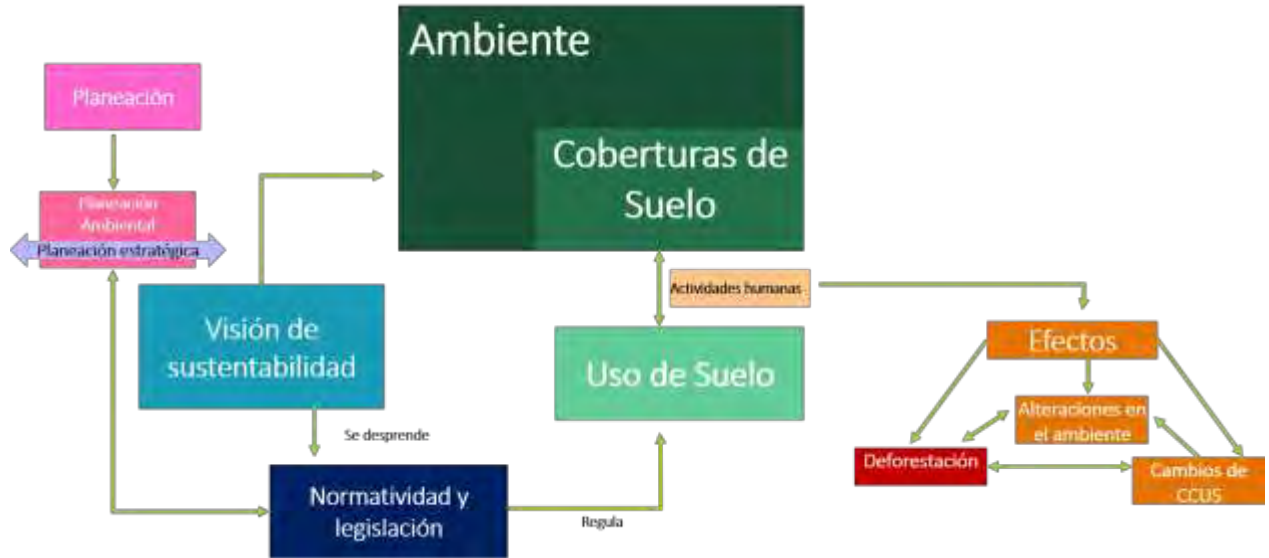 Ambiente
Coberturas de
Suelo
Planeación
Planeación
Ambiental
Planeación estratégica
Actividades humanas
Visión de
sustentabilidad
Uso de Suelo
Efectos
Alteraciones en
el ambiente
Deforestación
Cambios de
CCUS
Se desprende
Normatividad y
legislación
Regula